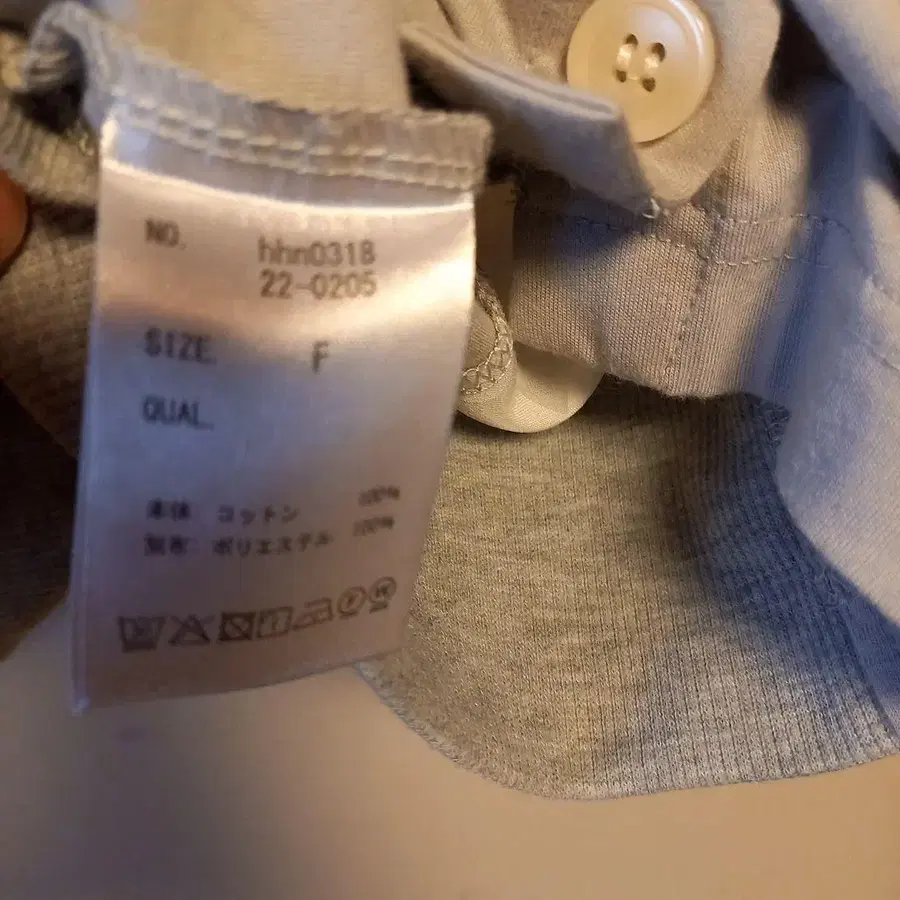 NO. hhn0318
22-0205
SIZE. F
QUAL.
本体 コットン 100%
別布 ポリエステル 100%